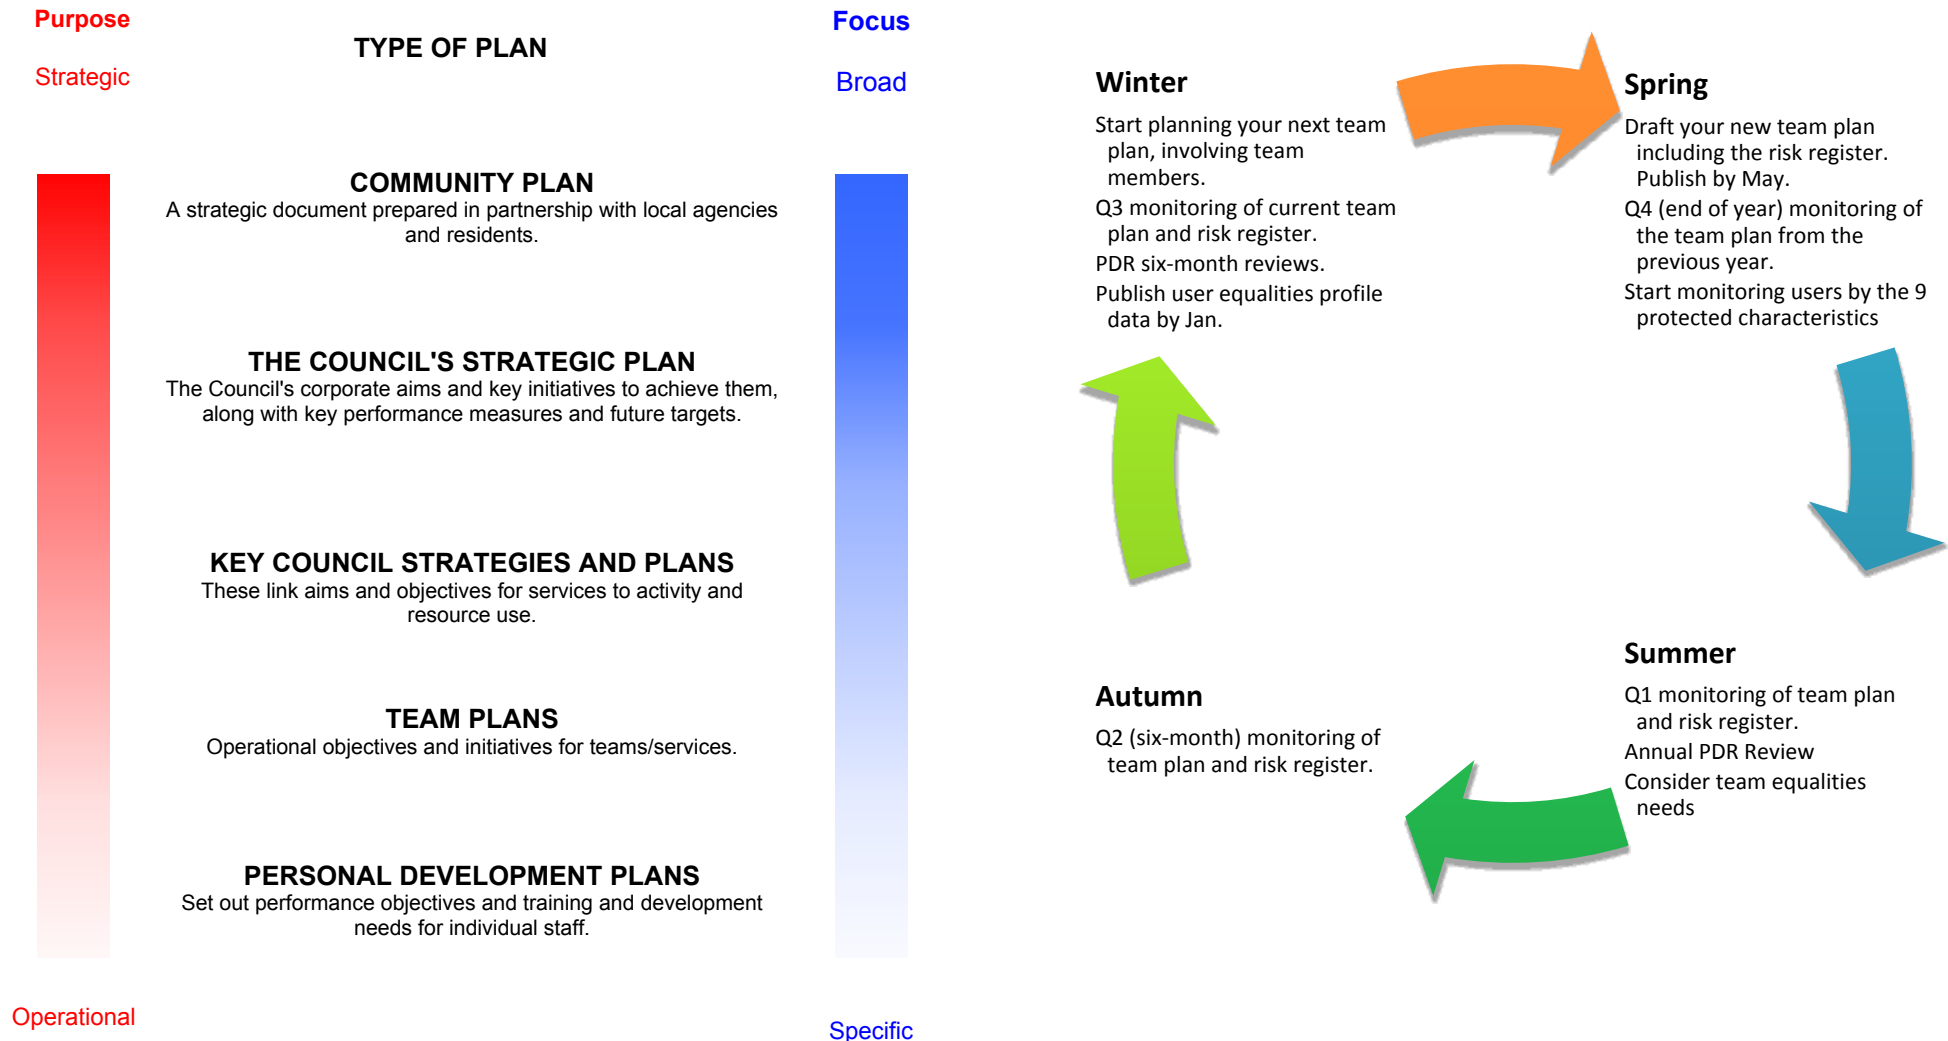 Purpose
TYPE OF PLAN
Focus
Strategic
Broad
COMMUNITY PLAN
A strategic document prepared in partnership with local agencies
and residents.
THE COUNCIL'S STRATEGIC PLAN
The Council's corporate aims and key initiatives to achieve them,
along with key performance measures and future targets.
KEY COUNCIL STRATEGIES AND PLANS
These link aims and objectives for services to activity and
resource use.
TEAM PLANS
Operational objectives and initiatives for teams/services.
PERSONAL DEVELOPMENT PLANS
Set out performance objectives and training and development
needs for individual staff.
Operational
Specific
Winter
Start planning your next team
plan, involving team
members.
Q3 monitoring of current team
plan and risk register.
PDR six-month reviews.
Publish user equalities profile
data by Jan.
Spring
Draft your new team plan
including the risk register.
Publish by May.
Q4 (end of year) monitoring of
the team plan from the
previous year.
Start monitoring users by the 9
protected characteristics
Summer
Q1 monitoring of team plan
and risk register.
Annual PDR Review
Consider team equalities
needs
Autumn
Q2 (six-month) monitoring of
team plan and risk register.